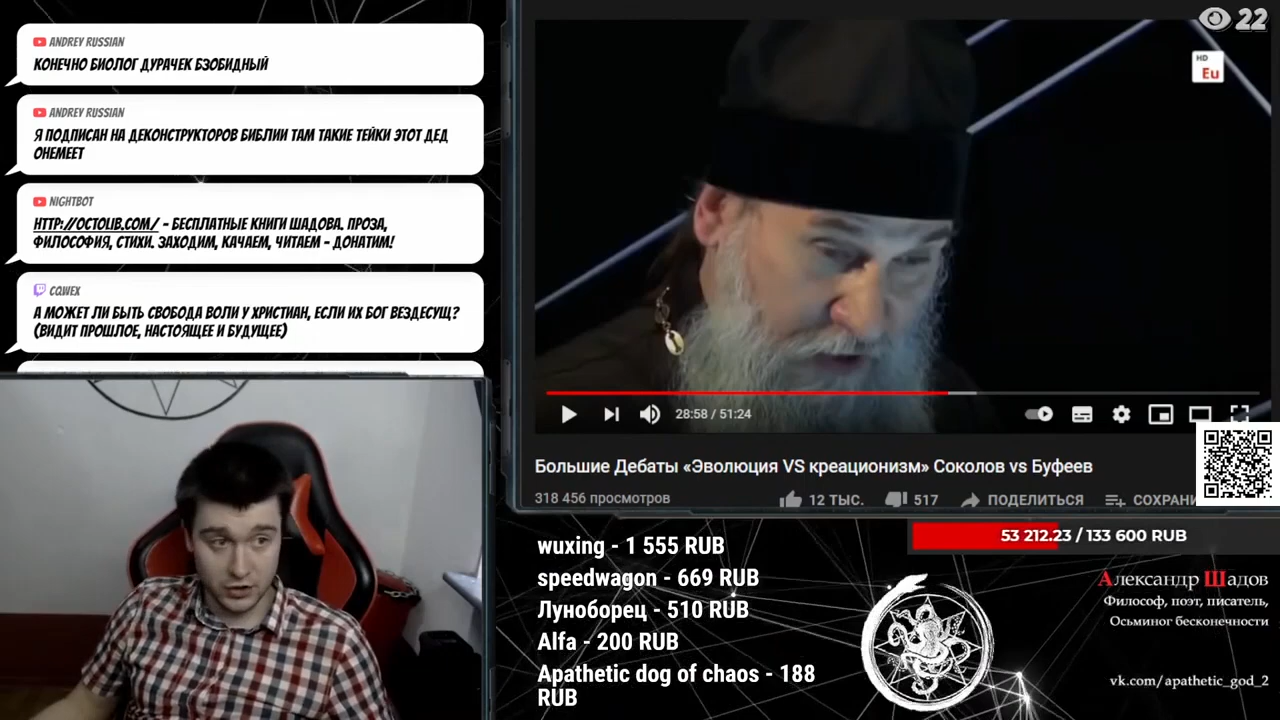 ANDREY RUSSIAN
КОНЕЧНО БИОЛОГ ДУРАЧЕК БЗОБИДНЫЙ
ANDREY RUSSIAN
Я ПОДПИСАН НА ДЕКОНСТРУКТОРОВ БИБЛИИ ТАМ ТАКИЕ ТЕЙКИ ЭТОТ ДЕД
ОНЕМЕЕТ
NIGHTBOT
HTTP://OCTOLIB.COM/ - БЕСПЛАТНЫЕ КНИГИ ШАДОВА. ПРОЗА,
ФИЛОСОФИЯ, СТИХИ. ЗАХОДИМ, КАЧАЕМ, ЧИТАЕМ - ДОНАТИМ!
CQWEX
А МОЖЕТ ЛИ БЫТЬ СВОБОДА ВОЛИ У ХРИСТИАН, ЕСЛИ ИХ БОГ ВЕЗДЕСУЩ?
(ВИДИТ ПРОШЛОЕ, НАСТОЯЩЕЕ И БУДУЩЕЕ)
22
HD
Eu
28:58 / 51:24
Большие Дебаты «Эволюция VS креационизм» Соколов vs Буфеев
318 456 просмотров
12 ТЫС.
517
ПОДЕЛИТЬСЯ
СОХРАНИ
53 212.23 / 133 600 RUB
wuxing - 1 555 RUB
speedwagon - 669 RUB
Луноборец - 510 RUB
Alfa - 200 RUB
Apathetic dog of chaos - 188
RUB
Александр Шадов
Философ, поэт, писатель,
Осьминог бесконечности
vk.com/apathetic_god_2